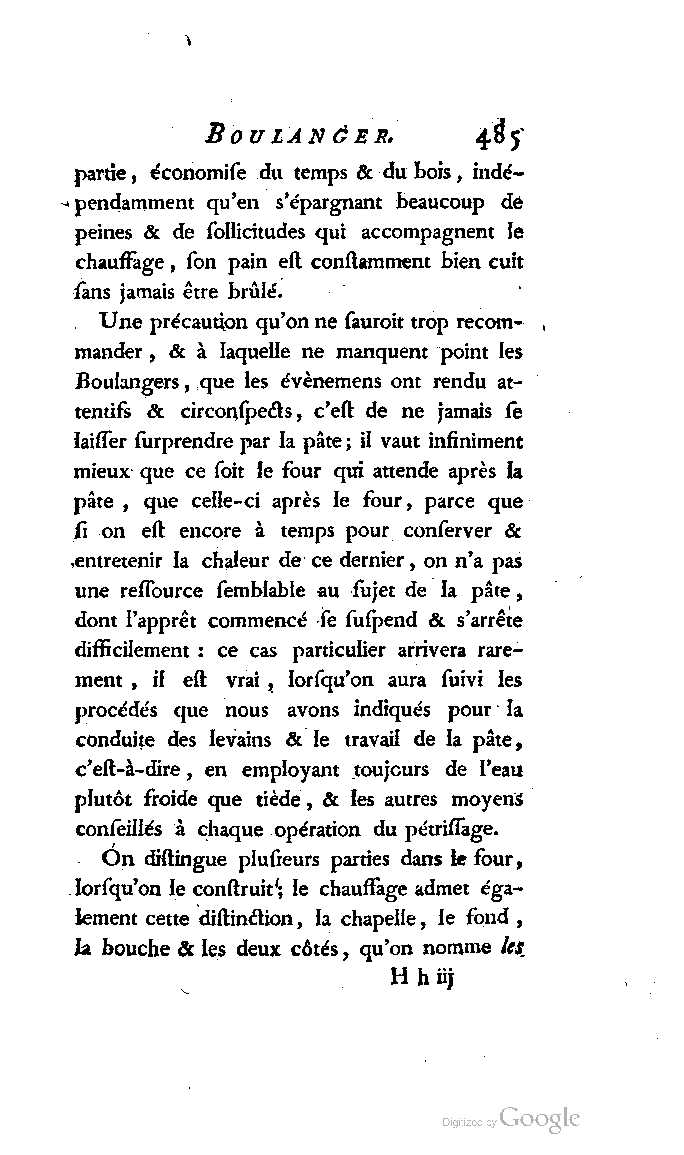 BOULANGER. 485
partie, économiſe du temps & du bois, indé-
pendamment qu'en s'épargnant beaucoup de
peines & de ſollicitudes qui accompagnent le
chauffage, ſon pain eſt conſtamment bien cuit
ſans jamais être brûlé.
Une précaution qu'on ne ſauroit trop recom-
mander, & à laquelle ne manquent point les
Boulangers, que les évènemens ont rendu at-
tentifs & circonſpects, c'eſt de ne jamais ſe
laiſſer ſurprendre par la pâte; il vaut infiniment
mieux que ce ſoit le four qui attende après la
pâte, que celle-ci après le four, parce que
ſi on eſt encore à temps pour conſerver &
entretenir la chaleur de ce dernier, on n'a pas
une reſſource ſemblable au ſujet de la pâte,
dont l'apprêt commencé ſe ſuſpend & s'arrête
difficilement : ce cas particulier arrivera rare-
ment, il eſt vrai, lorſqu'on aura ſuivi les
procédés que nous avons indiqués pour la
conduite des levains & le travail de la pâte,
c'eſt-à-dire, en employant toujours de l'eau
plutôt froide que tiède, & les autres moyens
conſeillés à chaque opération du pétriſſage.
On diſtingue pluſieurs parties dans le four,
lorſqu'on le conſtruit; le chauffage admet éga-
lement cette diſtinction, la chapelle, le fond,
la bouche & les deux côtés, qu'on nomme les
H h iij
Digitized by Google